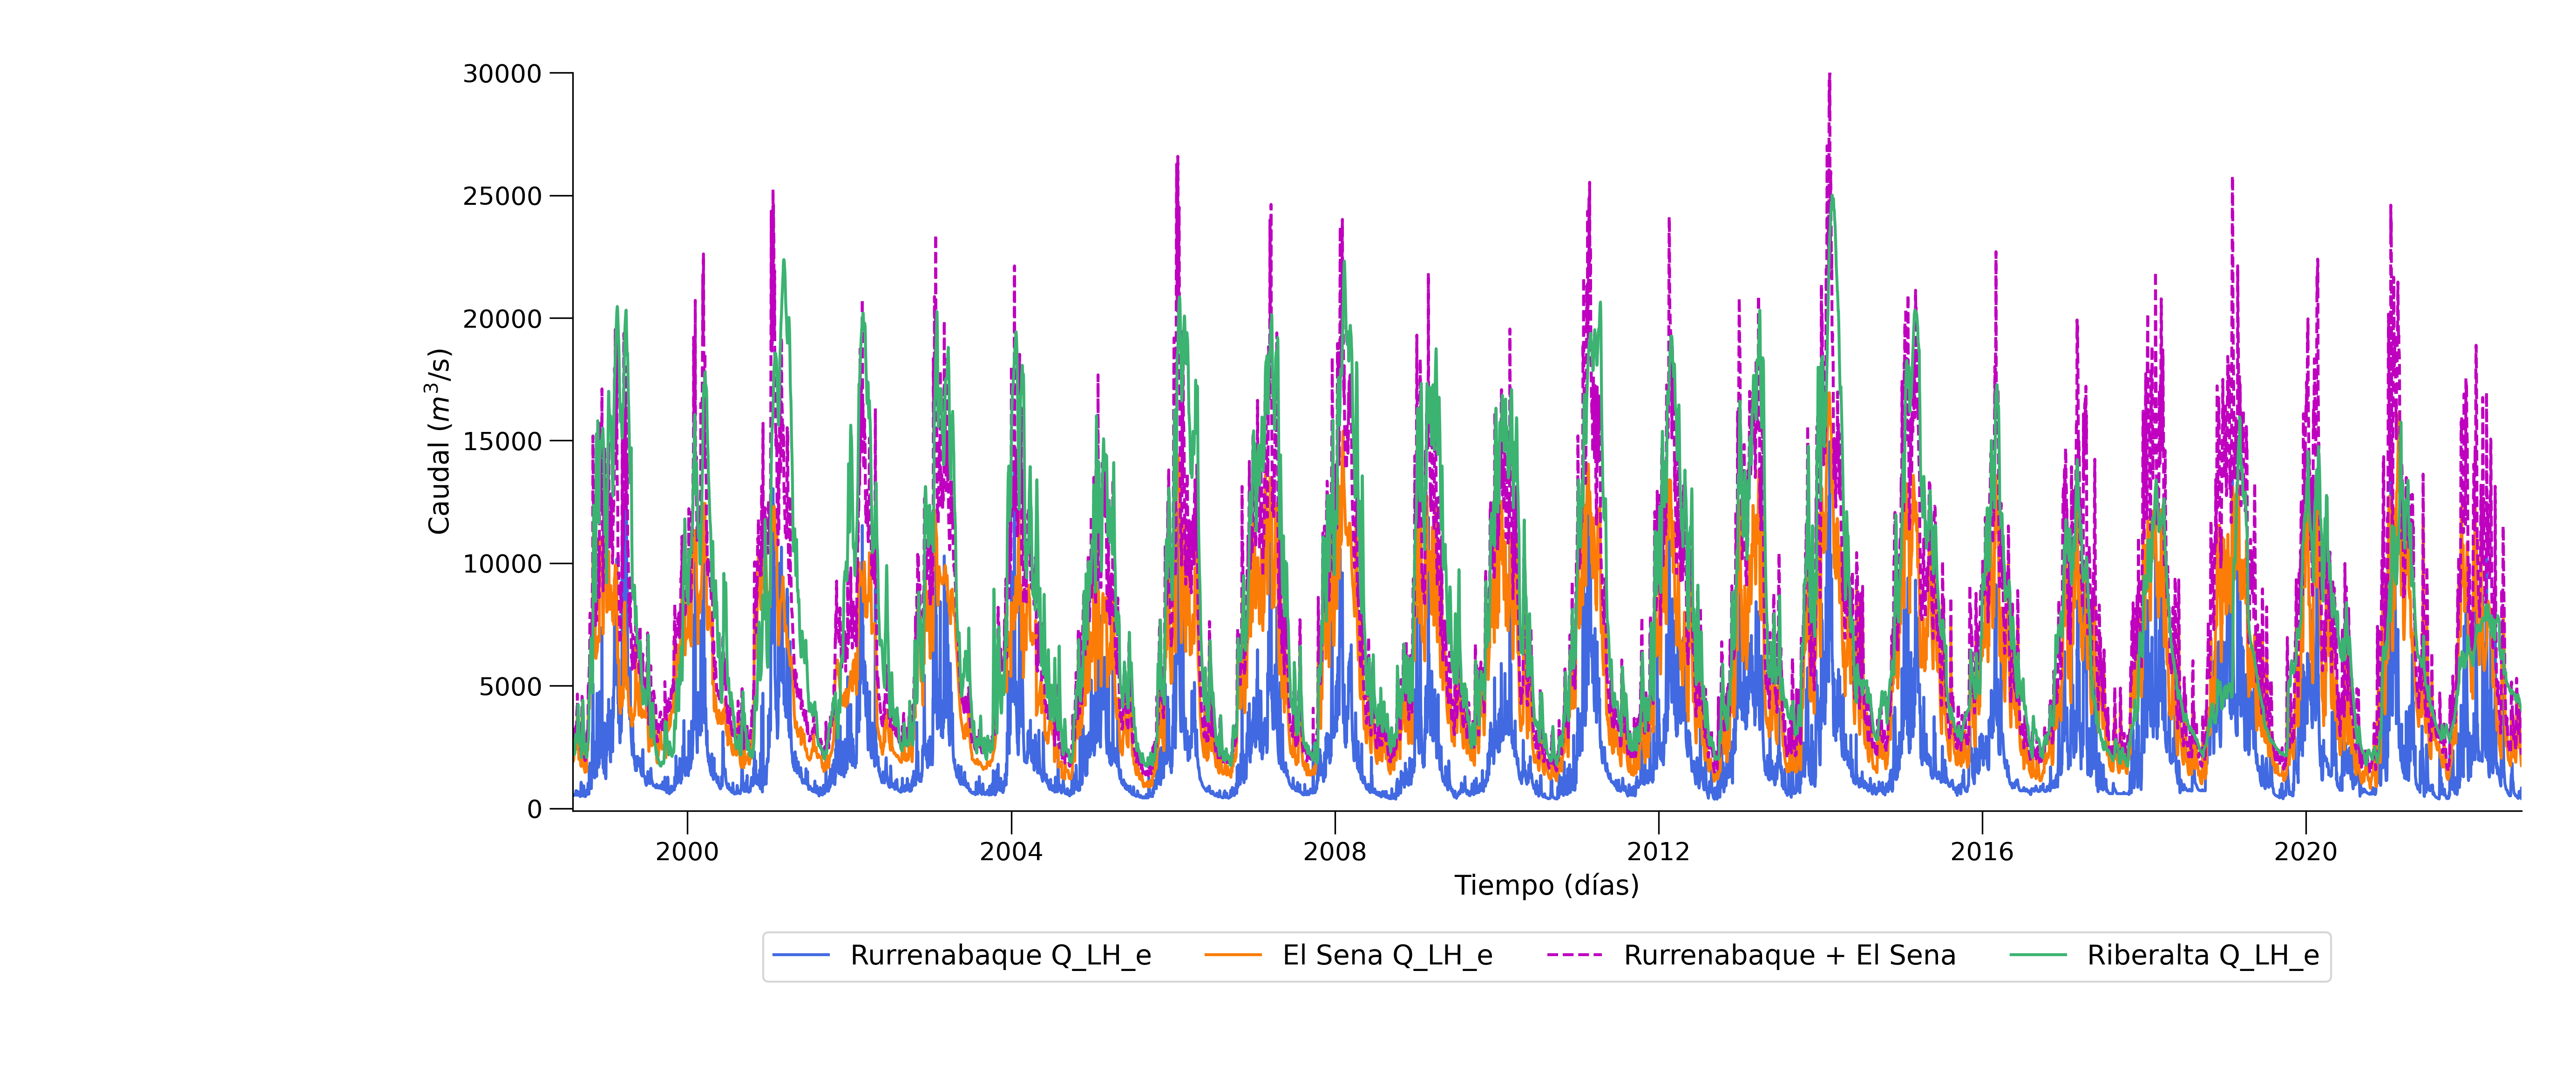 30000
25000
20000
15000
10000
5000
0
Caudal (m³/s)
2000 2004 2008 2012 2016 2020
Tiempo (días)
Rurrenabaque Q_LH_e El Sena Q_LH_e Rurrenabaque + El Sena Riberalta Q_LH_e